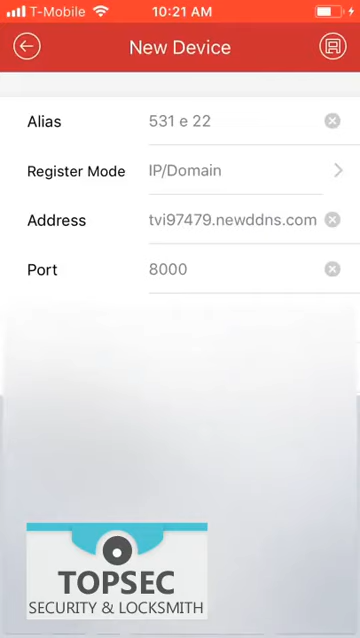 T-Mobile 10:21 AM
New Device
Alias 531 e 22
Register Mode IP/Domain
Address tvi97479.newddns.com
Port 8000
TOPSEC
SECURITY & LOCKSMITH